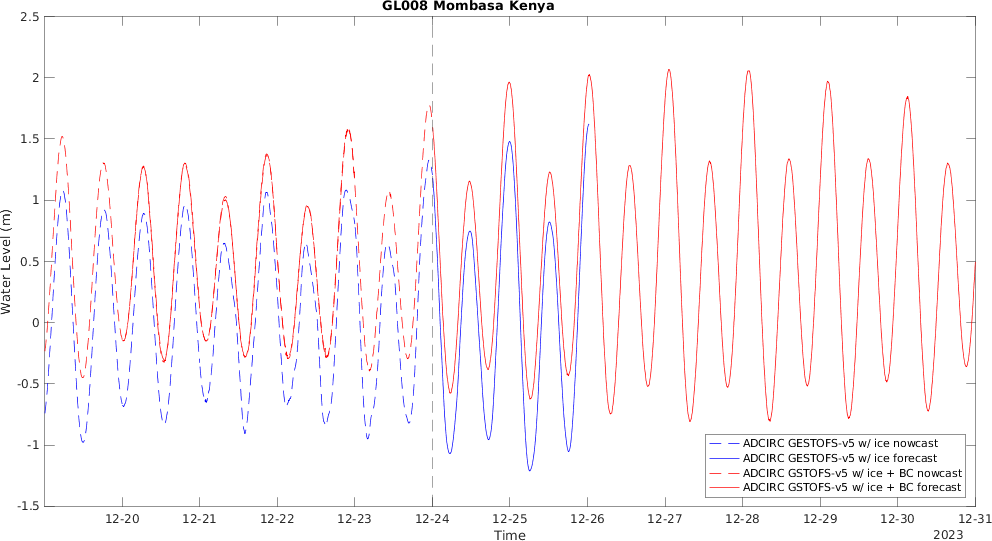 GL008 Mombasa Kenya
2.5
2
1.5
1
0.5
0
-0.5
-1
-1.5
Water Level (m)
ADCIRC GESTOFS-v5 w/ ice nowcast
ADCIRC GESTOFS-v5 w/ ice forecast
ADCIRC GSTOFS-v5 w/ ice + BC nowcast
ADCIRC GSTOFS-v5 w/ ice + BC forecast
12-20 12-21 12-22 12-23 12-24 12-25 12-26 12-27 12-28 12-29 12-30 12-31
Time
2023